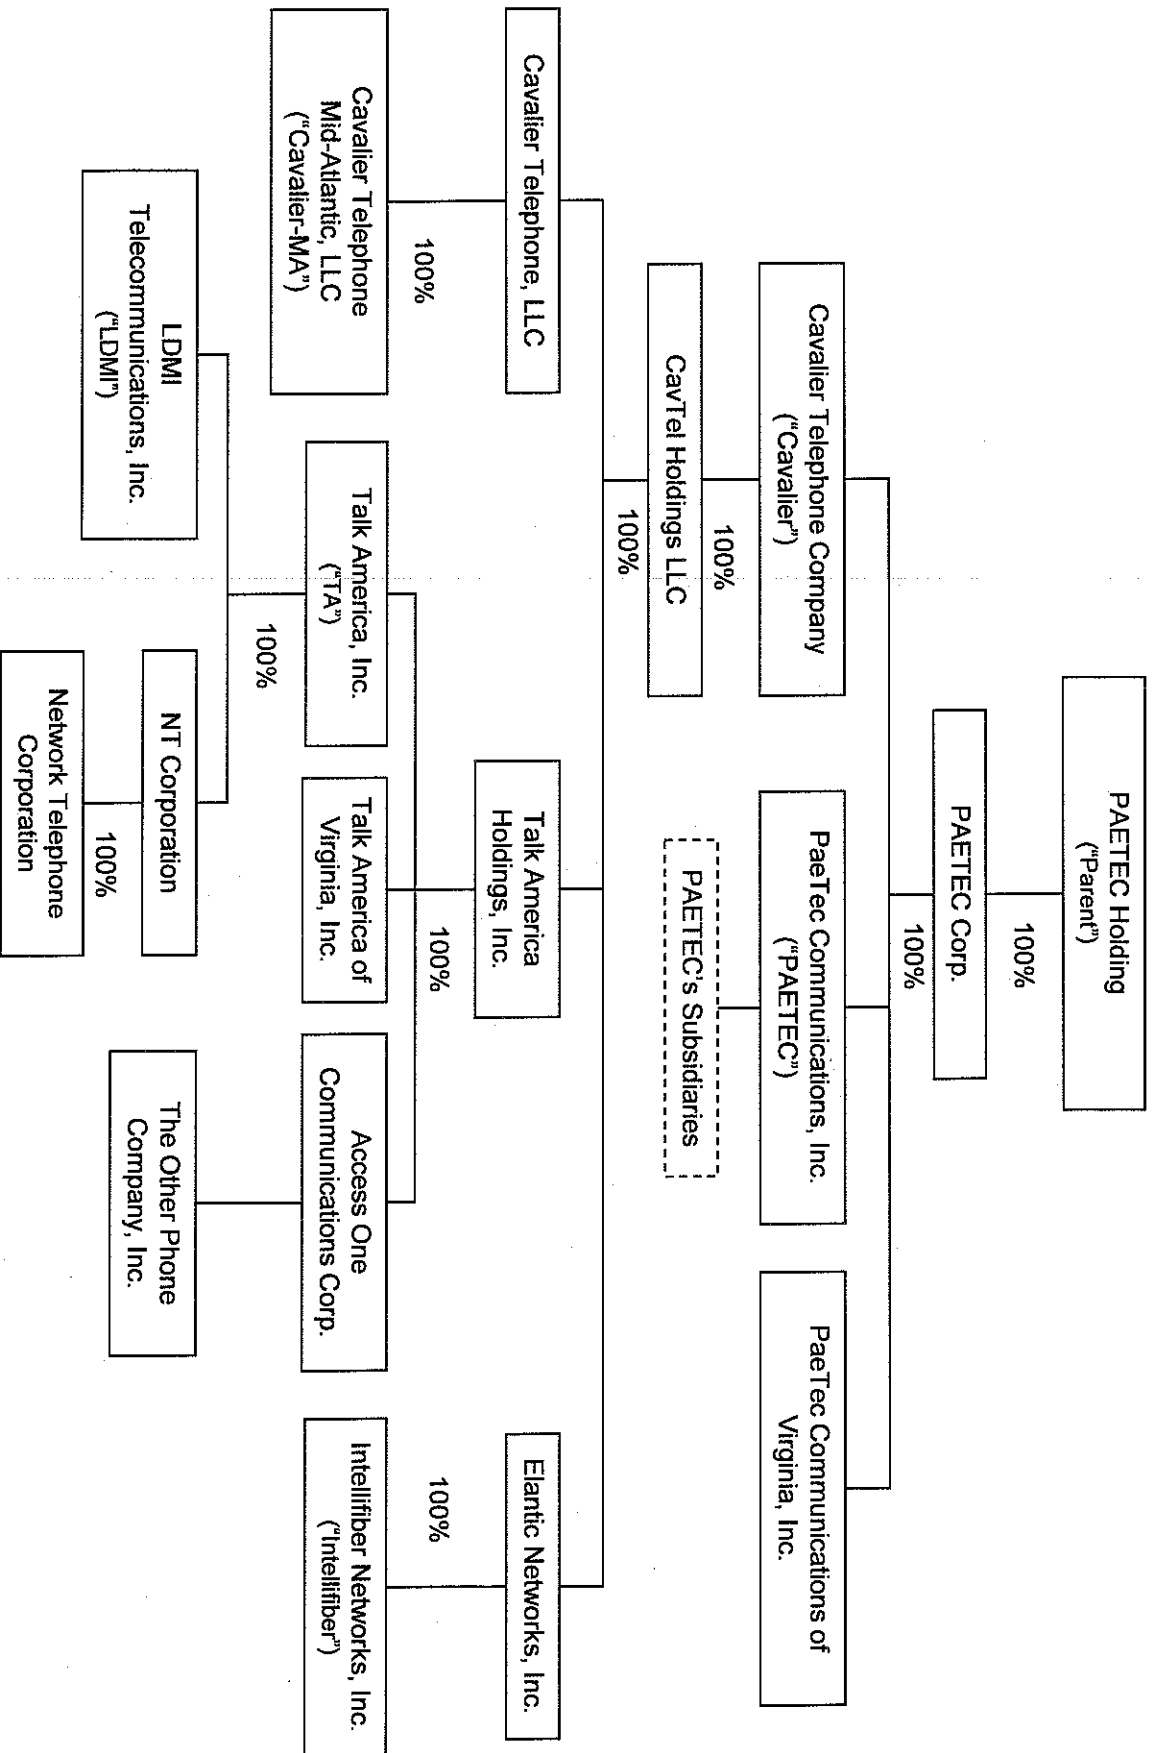 PAETEC Holding
("Parent")
100%
PAETEC Corp.
100%
Cavalier Telephone Company
("Cavalier")
PaeTec Communications, Inc.
("PAETEC")
PaeTec Communications of
Virginia, Inc.
100%
PAETEC's Subsidiaries
CavTel Holdings LLC
100%
Cavalier Telephone, LLC
Talk America
Holdings, Inc.
Elantic Networks, Inc.
100%
100%
100%
Cavalier Telephone
Mid-Atlantic, LLC
("Cavalier-MA")
Talk America, Inc.
("TA")
Talk America of
Virginia, Inc.
Access One
Communications Corp.
Intellifiber Networks, Inc.
("Intellifiber")
100%
LDMI
Telecommunications, Inc.
("LDMI")
NT Corporation
The Other Phone
Company, Inc.
100%
Network Telephone
Corporation